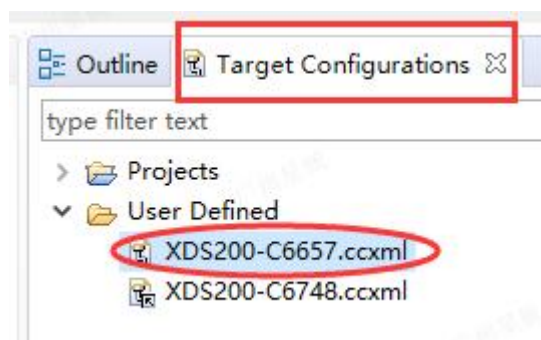 Outline Target Configurations
type filter text
Projects
User Defined
XDS200-C6657.ccxml
XDS200-C6748.ccxml